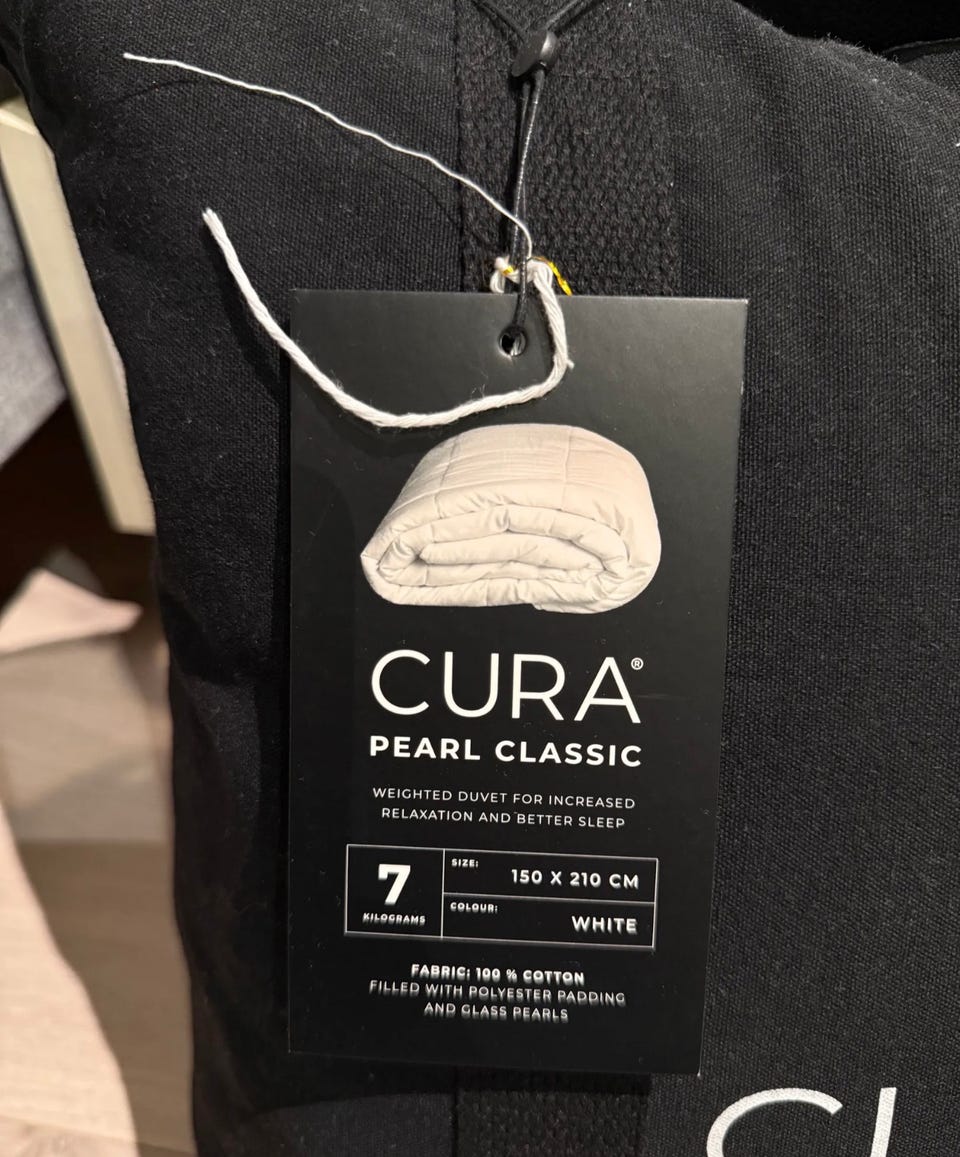 CURA®
PEARL CLASSIC
WEIGHTED DUVET FOR INCREASED
RELAXATION AND BETTER SLEEP
7
KILOGRAMS
SIZE:
150 X 210 CM
COLOUR:
WHITE
FABRIC: 100 % COTTON
FILLED WITH POLYESTER PADDING
AND GLASS PEARLS